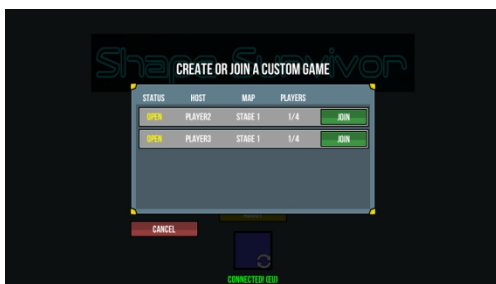 Shape Survivor
CREATE OR JOIN A CUSTOM GAME
STATUS HOST MAP PLAYERS
OPEN PLAYER2 STAGE 1 1/4 JOIN
OPEN PLAYER3 STAGE 1 1/4 JOIN
CANCEL
CONNECTED! (EU)